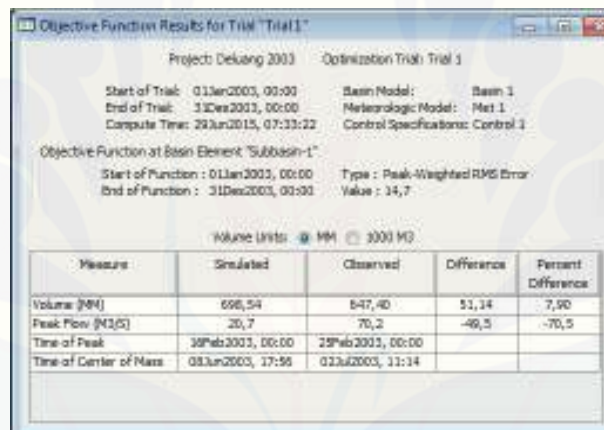 Objective Function Results for Trial "Trial 1"
Project: Deluang 2003 Optimization Trial: Trial 1
Start of Trial: 01Jan2003, 00:00 Basin Model: Basin 1
End of Trial: 31Des2003, 00:00 Meteorologic Model: Met 1
Compute Time: 29Jun2015, 07:33:22 Control Specifications: Control 1
Objective Function at Basin Element "Subbasin-1"
Start of Function : 01Jan2003, 00:00 Type : Peak-Weighted RMS Error
End of Function : 31Des2003, 00:00 Value : 14,7
Volume Units: MM 1000 M3
Measure Simulated Observed Difference Percent Difference
Volume (MM) 698,54 647,40 51,14 7,90
Peak Flow (M3/S) 20,7 70,2 -49,5 -70,5
Time of Peak 16Feb2003, 00:00 25Feb2003, 00:00
Time of Center of Mass 08Jun2003, 17:56 02Jul2003, 11:14